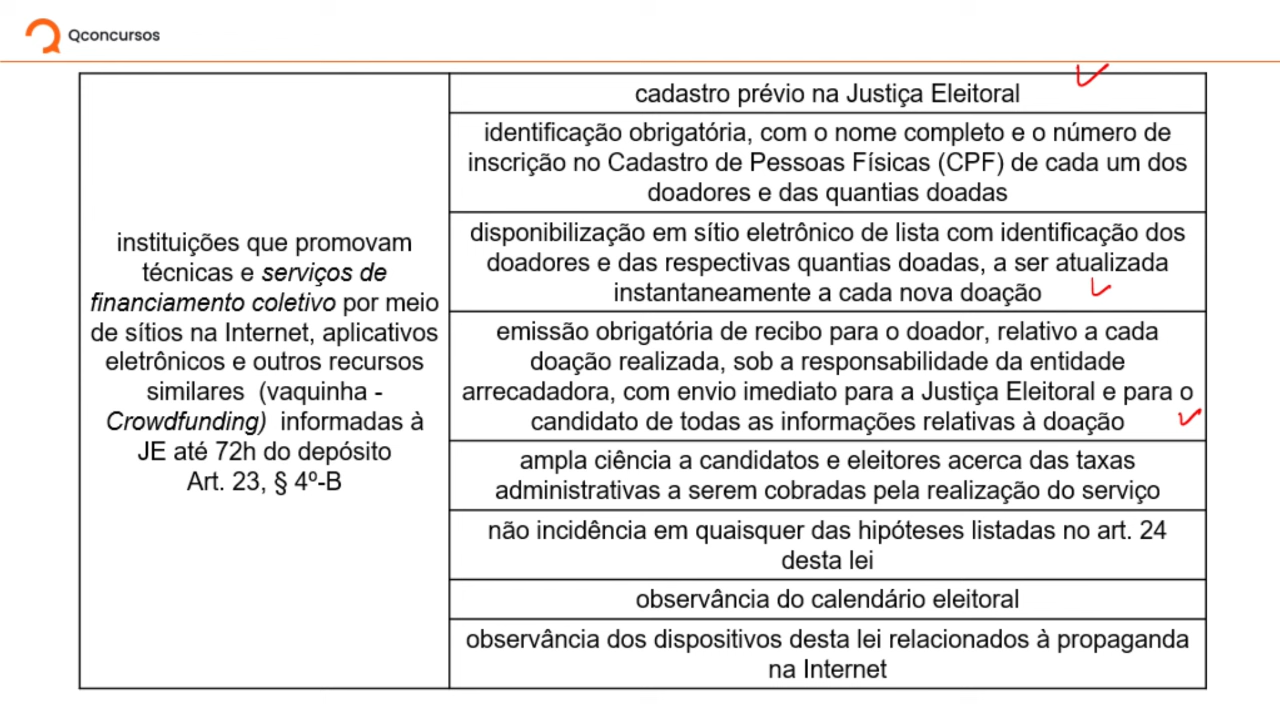 Qconcursos
instituições que promovam
técnicas e serviços de
financiamento coletivo por meio
de sítios na Internet, aplicativos
eletrônicos e outros recursos
similares (vaquinha -
Crowdfunding) informadas à
JE até 72h do depósito
Art. 23, § 4º-B
cadastro prévio na Justiça Eleitoral
identificação obrigatória, com o nome completo e o número de
inscrição no Cadastro de Pessoas Físicas (CPF) de cada um dos
doadores e das quantias doadas
disponibilização em sítio eletrônico de lista com identificação dos
doadores e das respectivas quantias doadas, a ser atualizada
instantaneamente a cada nova doação
emissão obrigatória de recibo para o doador, relativo a cada
doação realizada, sob a responsabilidade da entidade
arrecadadora, com envio imediato para a Justiça Eleitoral e para o
candidato de todas as informações relativas à doação
ampla ciência a candidatos e eleitores acerca das taxas
administrativas a serem cobradas pela realização do serviço
não incidência em quaisquer das hipóteses listadas no art. 24
desta lei
observância do calendário eleitoral
observância dos dispositivos desta lei relacionados à propaganda
na Internet